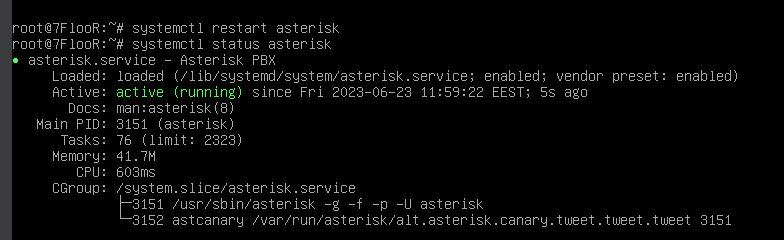 root@7FlooR:~# systemctl restart asterisk
root@7FlooR:~# systemctl status asterisk
● asterisk.service - Asterisk PBX
Loaded: loaded (/lib/systemd/system/asterisk.service; enabled; vendor preset: enabled)
Active: active (running) since Fri 2023-06-23 11:59:22 EEST; 5s ago
Docs: man:asterisk(8)
Main PID: 3151 (asterisk)
Tasks: 76 (limit: 2323)
Memory: 41.7M
CPU: 603ms
CGroup: /system.slice/asterisk.service
├─3151 /usr/sbin/asterisk -g -f -p -U asterisk
└─3152 astcanary /var/run/asterisk/alt.asterisk.canary.tweet.tweet.tweet 3151